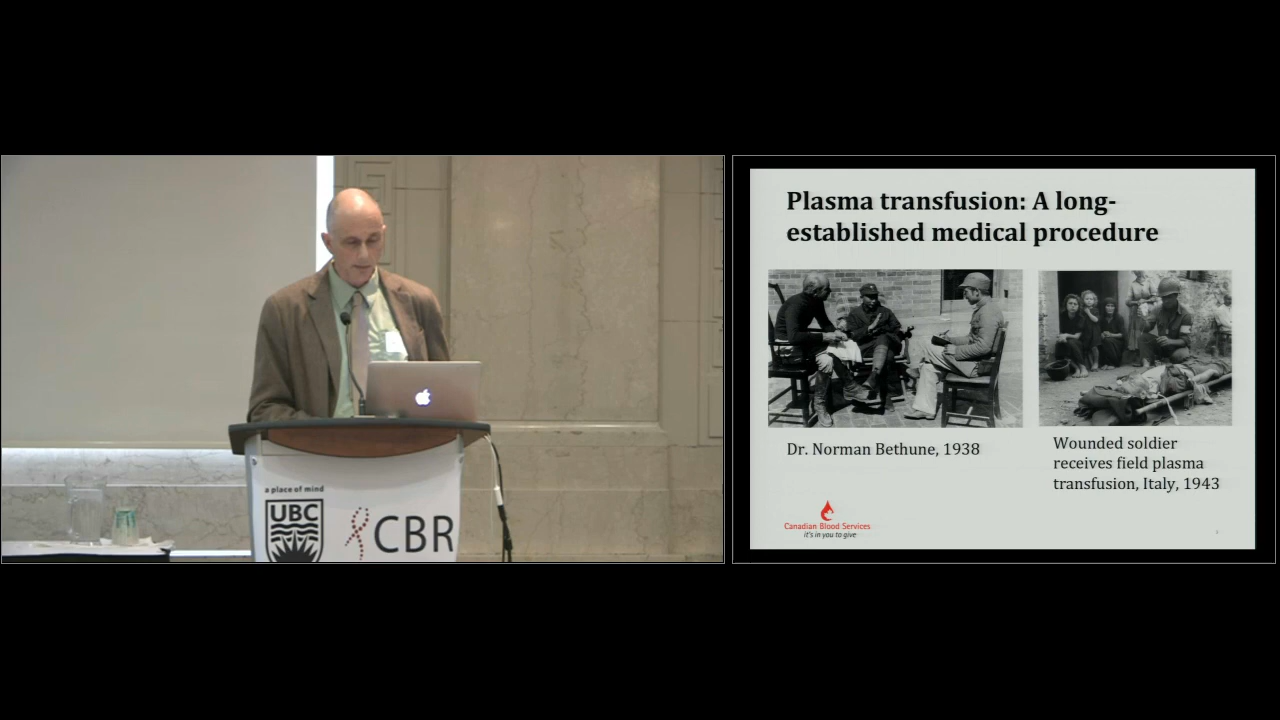 a place of mind
UBC
CBR
Plasma transfusion: A long-
established medical procedure
Dr. Norman Bethune, 1938
Wounded soldier
receives field plasma
transfusion, Italy, 1943
Canadian Blood Services
it's in you to give